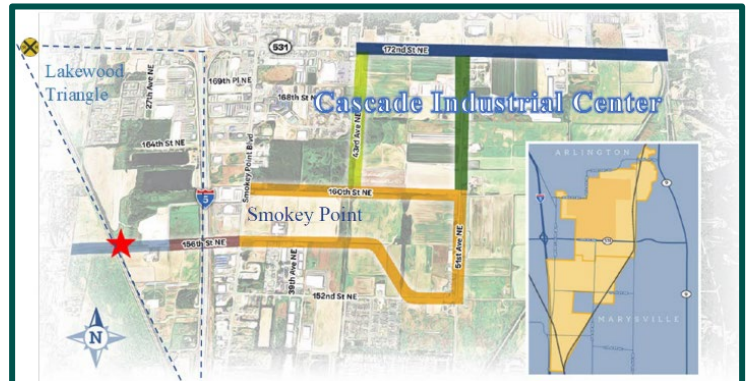 531
172nd St NE
Lakewood
Triangle
27th Ave NE
169th Pl NE
168th St N
Cascade Industrial Center
43rd Ave NE
164th St NE
Smokey Point Blvd
5
160th St NE
Smokey Point
51st Ave NE
156th St NE
39th Ave NE
152nd St NE
N
ARLINGTON
MARYSVILLE